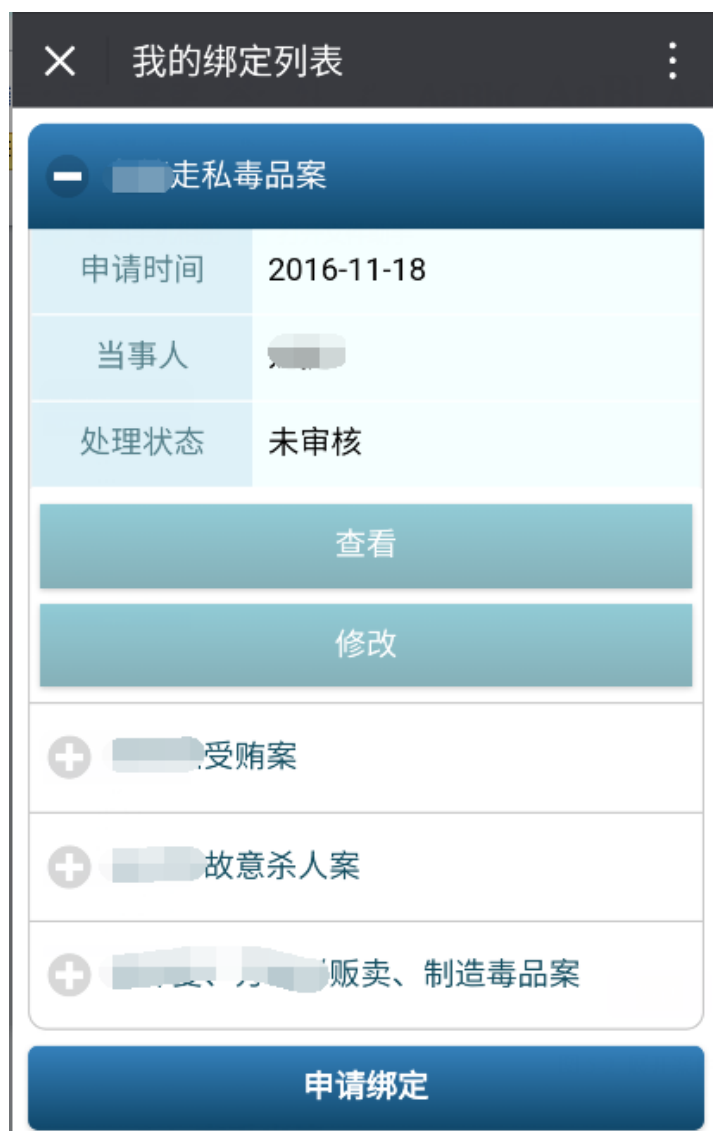 我的绑定列表
走私毒品案
申请时间 2016-11-18
当事人
处理状态 未审核
查看
修改
受贿案
故意杀人案
贩卖、制造毒品案
申请绑定